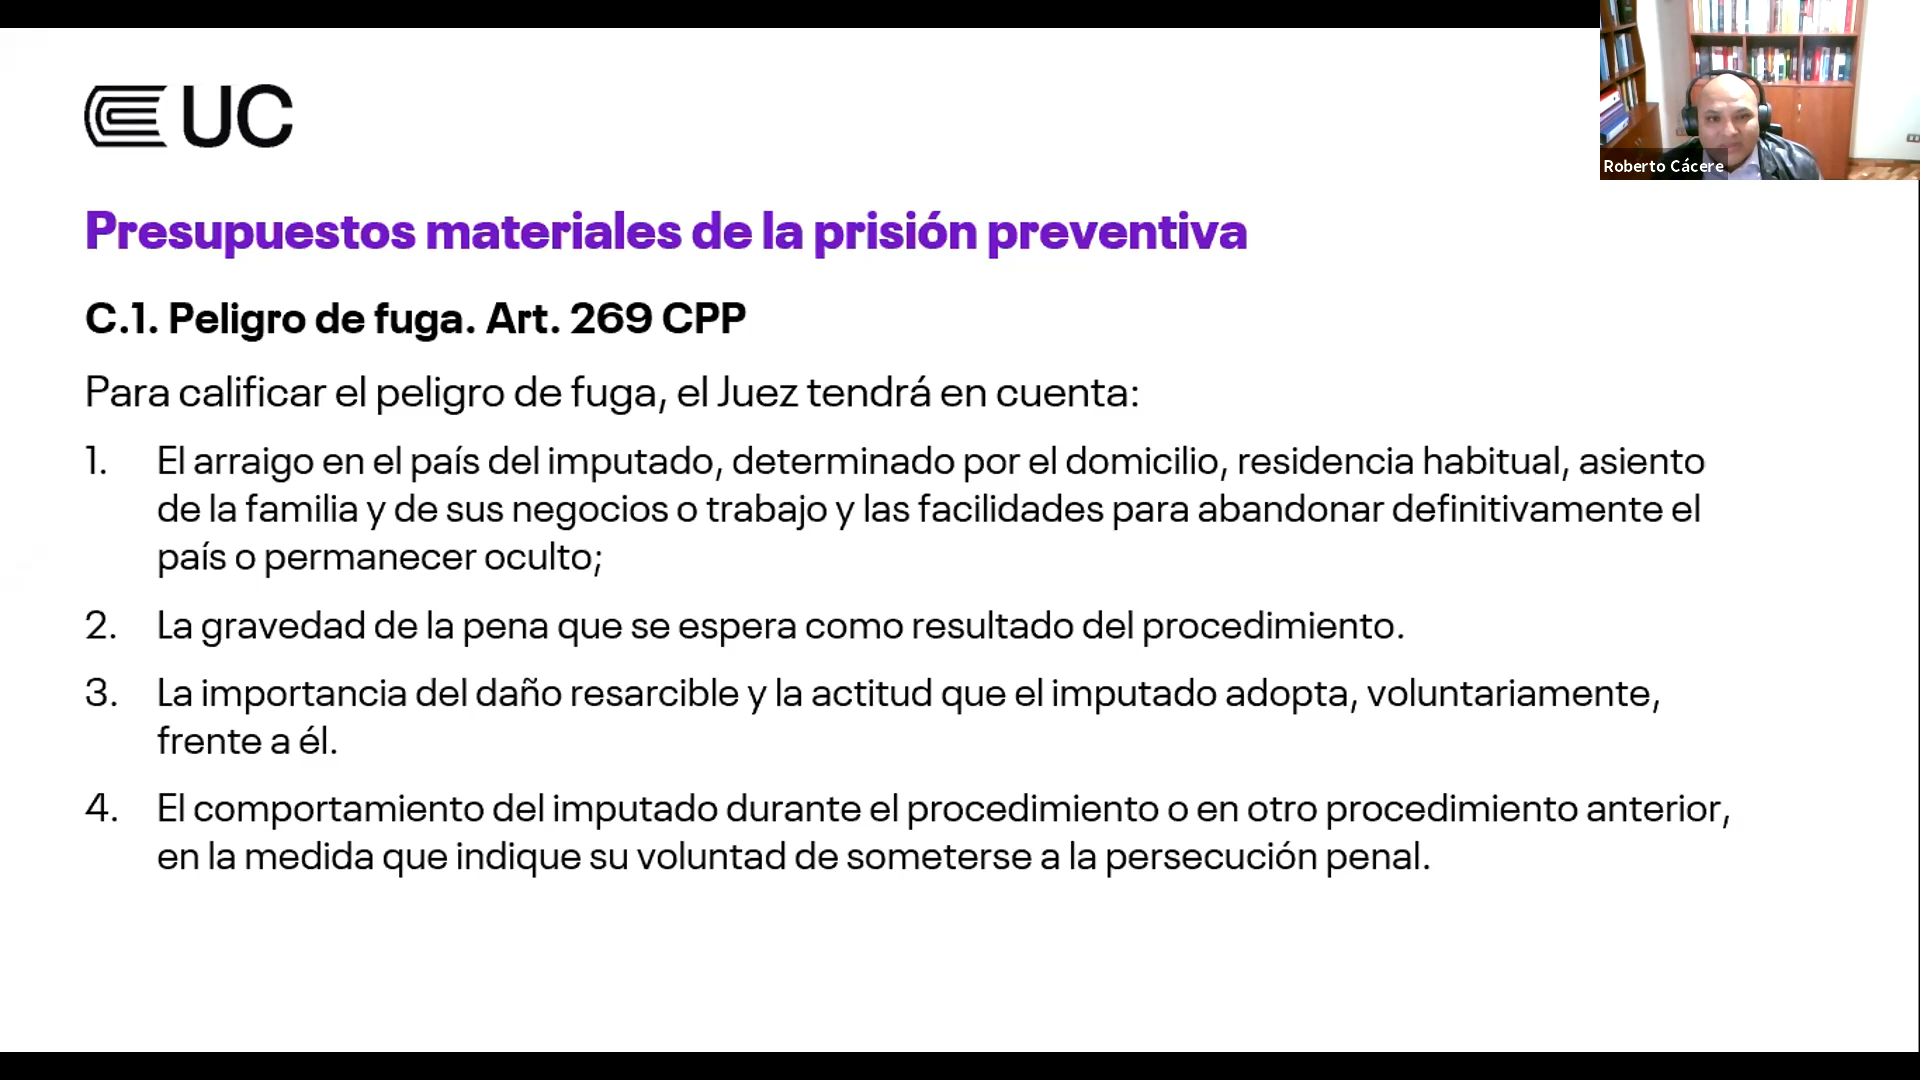 UC
Roberto Cácere
Presupuestos materiales de la prisión preventiva
C.1. Peligro de fuga. Art. 269 CPP
Para calificar el peligro de fuga, el Juez tendrá en cuenta:
1. El arraigo en el país del imputado, determinado por el domicilio, residencia habitual, asiento
de la familia y de sus negocios o trabajo y las facilidades para abandonar definitivamente el
país o permanecer oculto;
2. La gravedad de la pena que se espera como resultado del procedimiento.
3. La importancia del daño resarcible y la actitud que el imputado adopta, voluntariamente,
frente a él.
4. El comportamiento del imputado durante el procedimiento o en otro procedimiento anterior,
en la medida que indique su voluntad de someterse a la persecución penal.